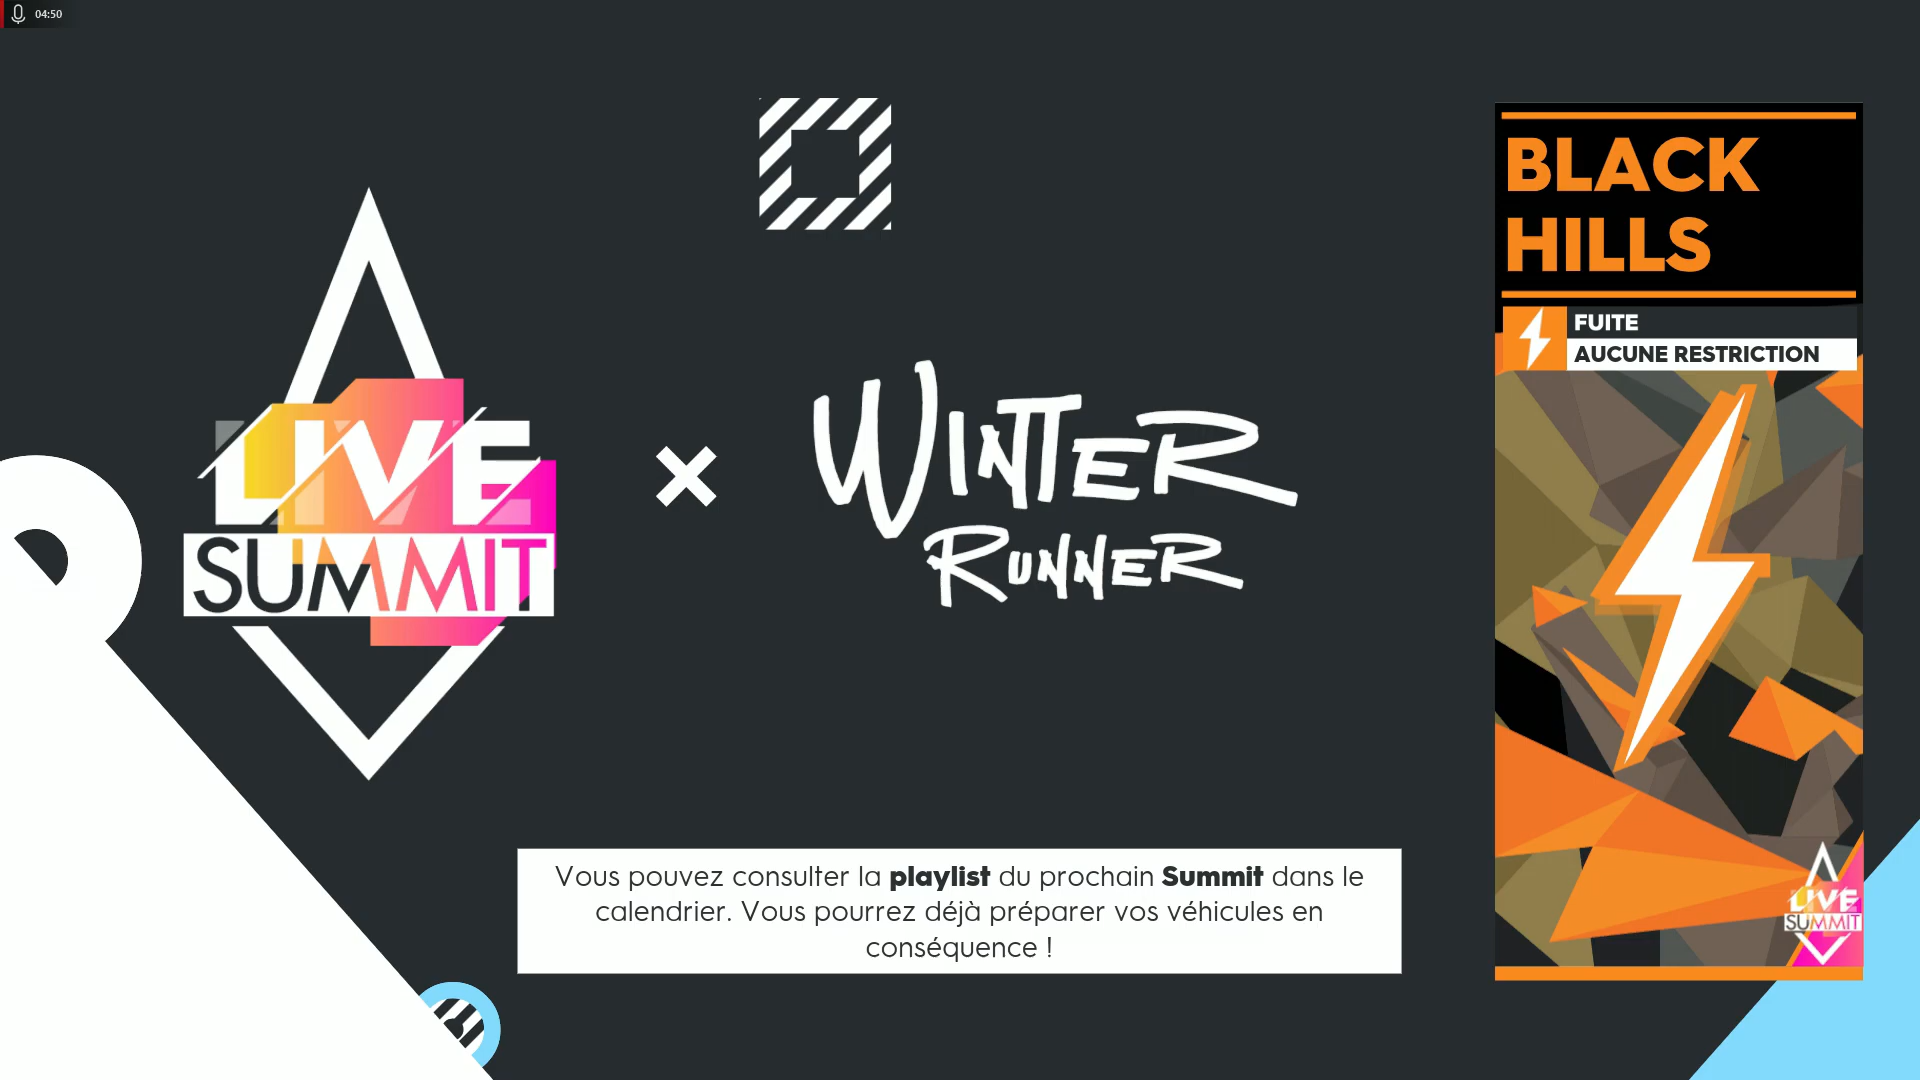 04:50
BLACK
HILLS
FUITE
AUCUNE RESTRICTION
LIVE
SUMMIT
WINTER
RUNNER
LIVE
SUMMIT
Vous pouvez consulter la playlist du prochain Summit dans le
calendrier. Vous pourrez déjà préparer vos véhicules en
conséquence !